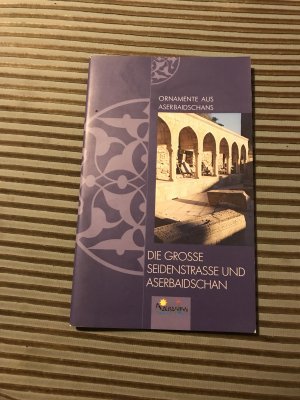 ORNAMENTE AUS
ASERBAIDSCHANS
DIE GROSSE
SEIDENSTRASSE UND
ASERBAIDSCHAN